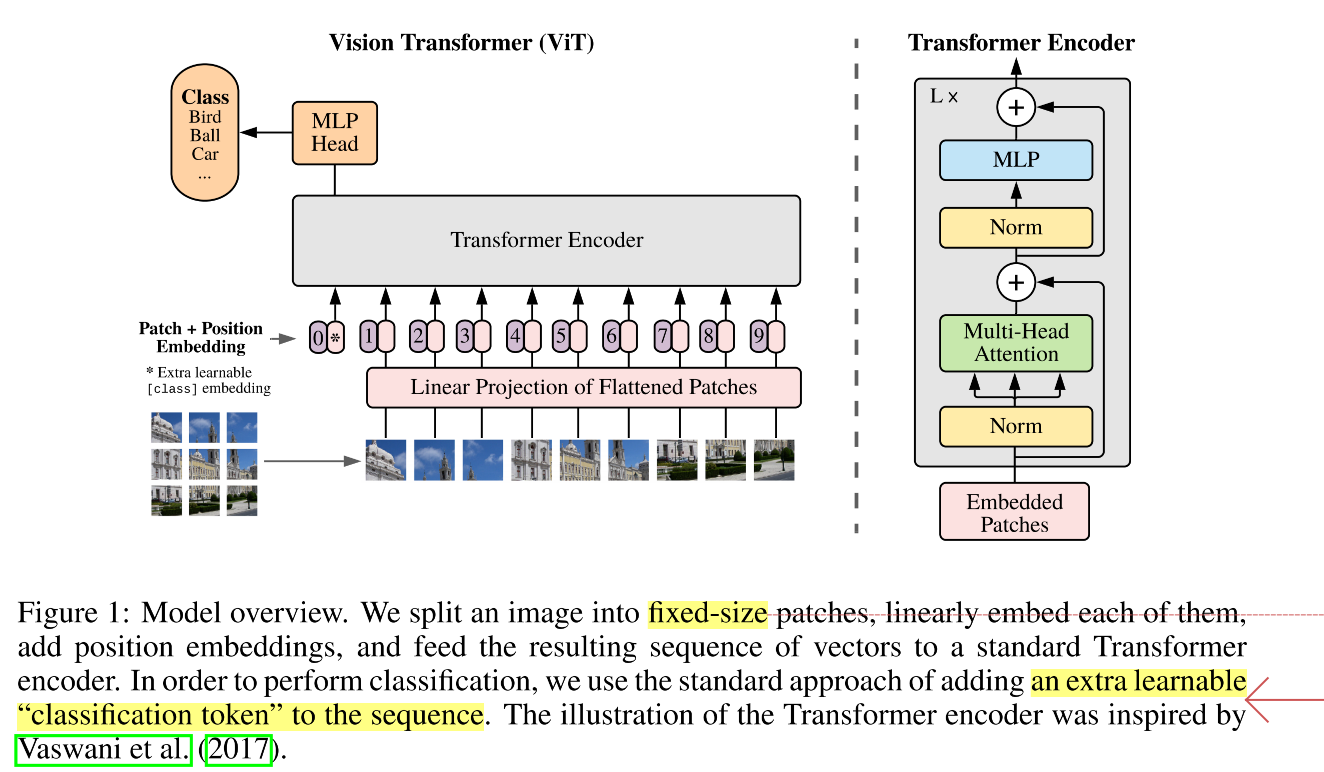 Vision Transformer (ViT)
Class
Bird
Ball
Car
...
MLP
Head
Transformer Encoder
Patch + Position
Embedding
* Extra learnable
[class] embedding
0 * 1 2 3 4 5 6 7 8 9
Linear Projection of Flattened Patches
Transformer Encoder
L ×
+
MLP
Norm
+
Multi-Head
Attention
Norm
Embedded
Patches
Figure 1: Model overview. We split an image into fixed-size patches, linearly embed each of them,
add position embeddings, and feed the resulting sequence of vectors to a standard Transformer
encoder. In order to perform classification, we use the standard approach of adding an extra learnable
“classification token” to the sequence. The illustration of the Transformer encoder was inspired by
Vaswani et al. (2017).